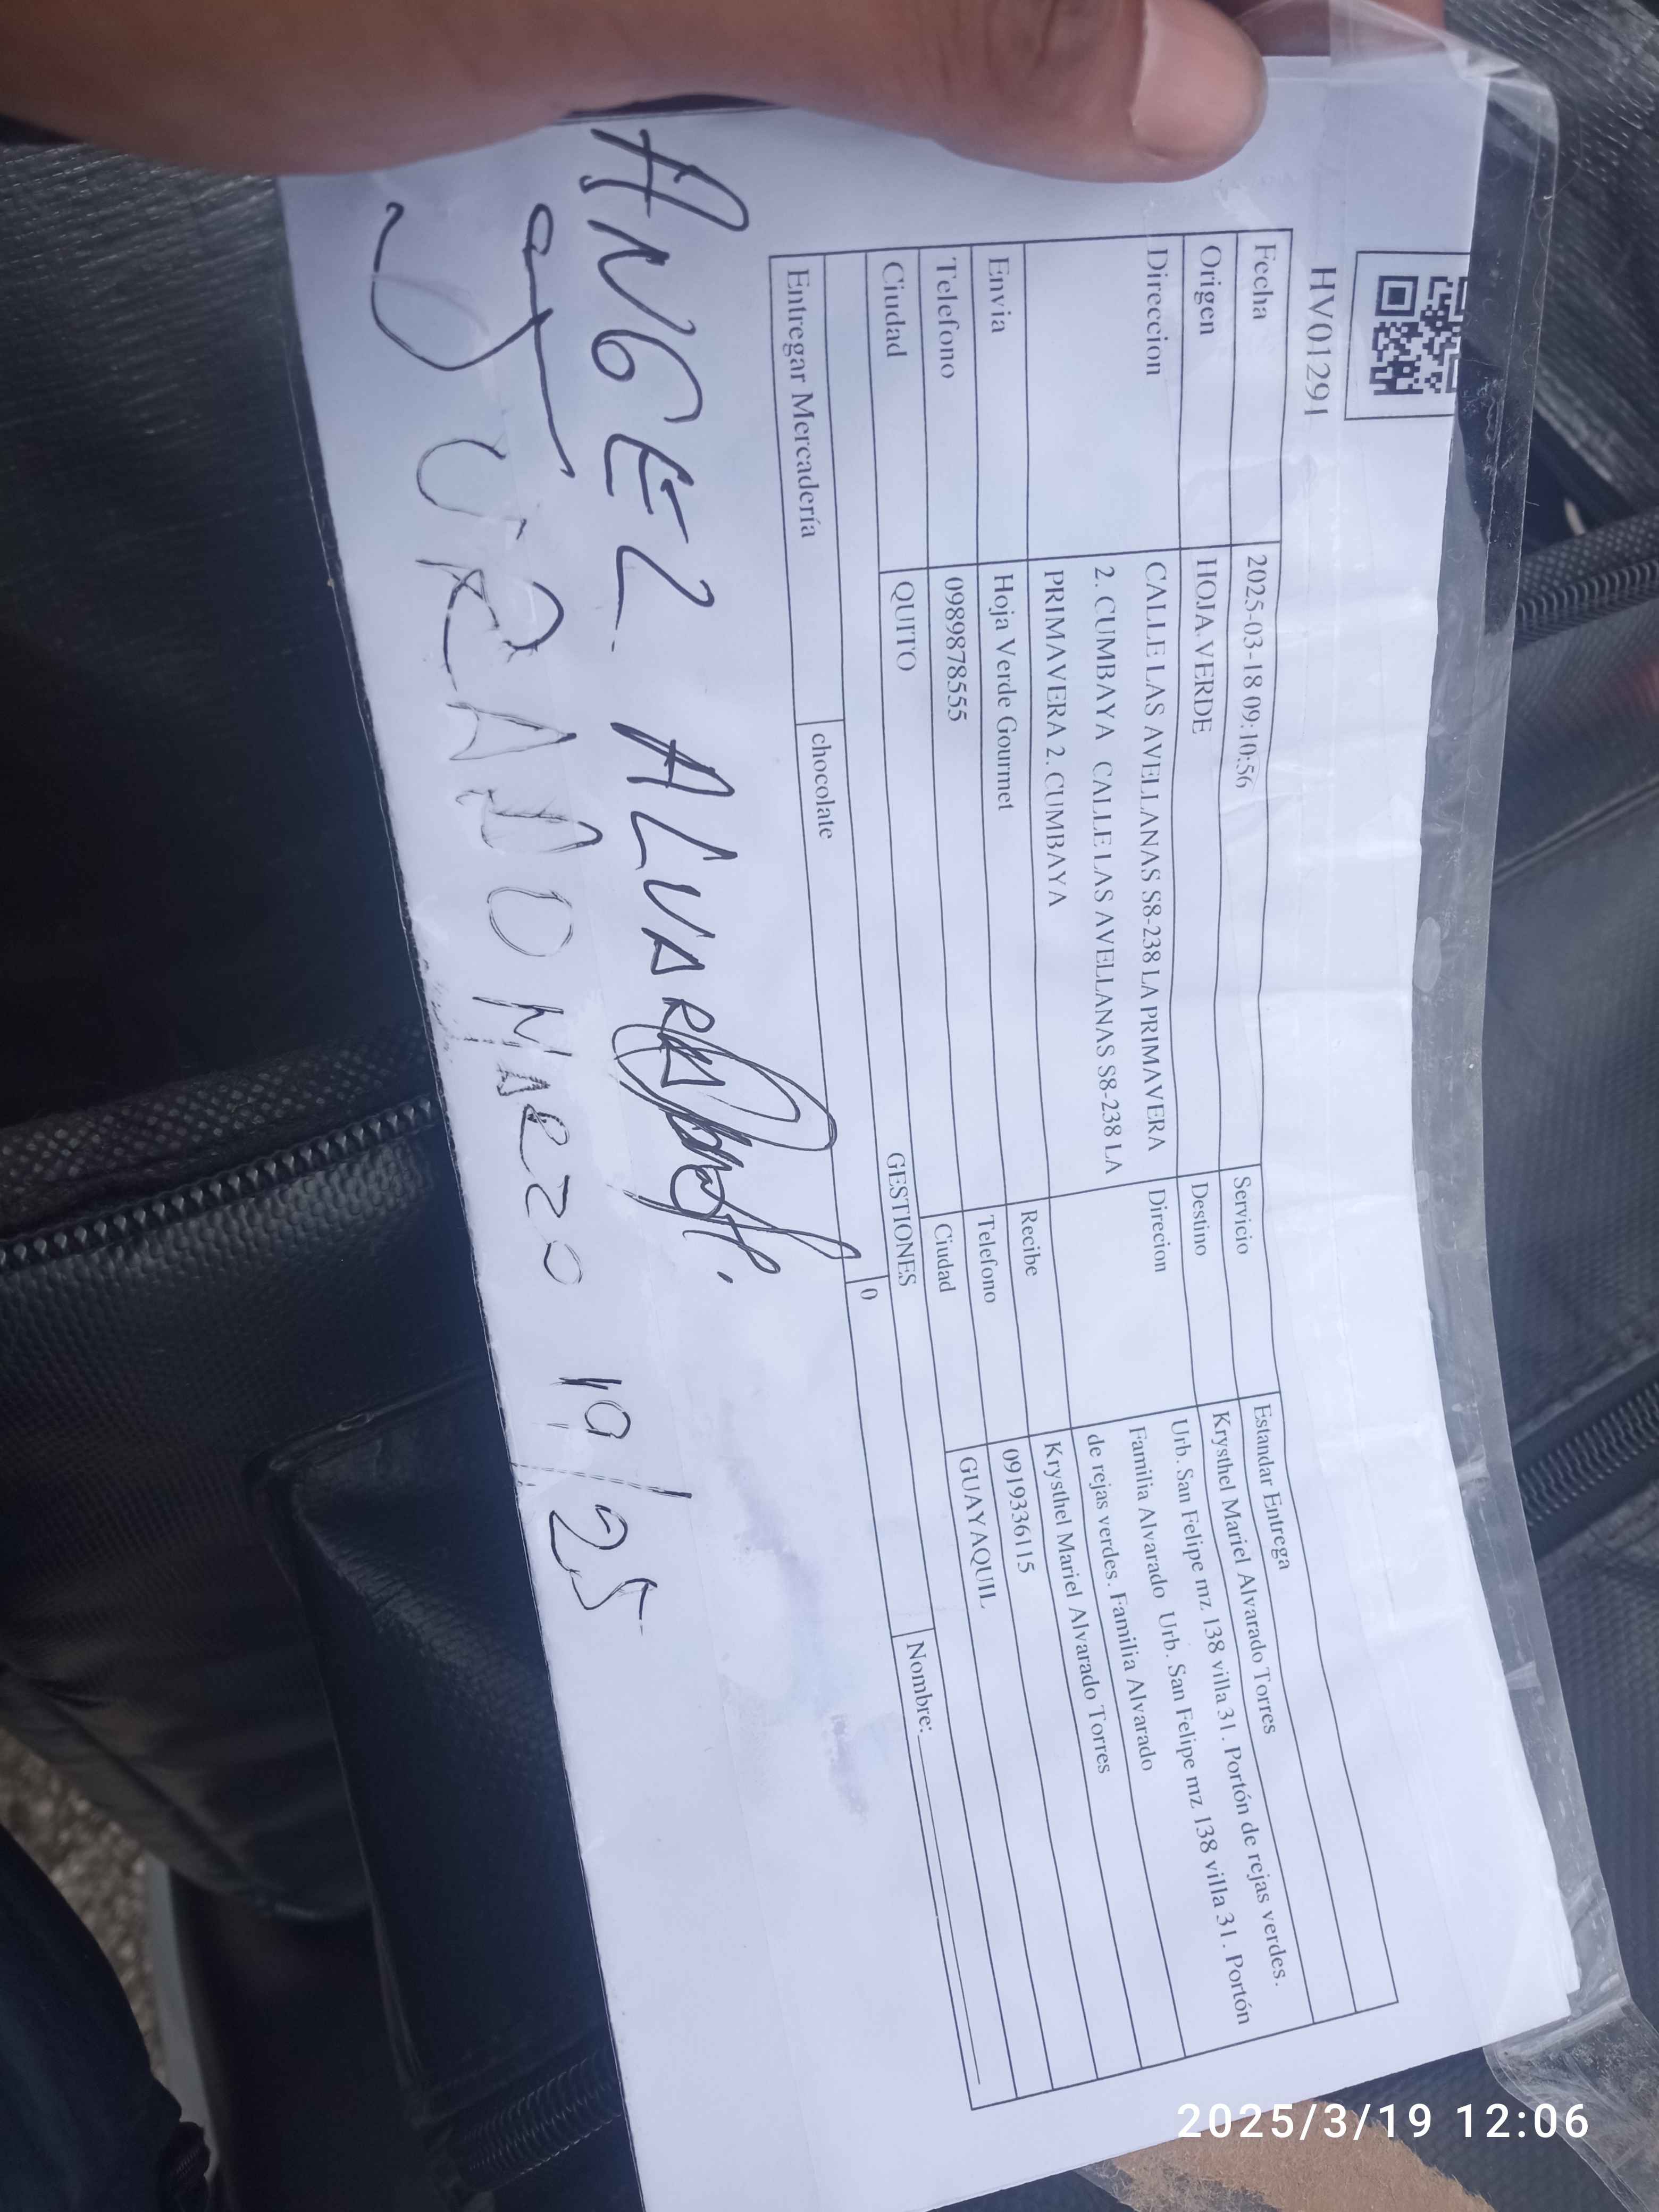 HV01291
Fecha 2025-03-18 09:10:56 Servicio Estandar Entrega
Origen HOJA VERDE Destino Krysthel Mariel Alvarado Torres
Direccion CALLE LAS AVELLANAS S8-238 LA PRIMAVERA Direcion Urb. San Felipe mz 138 villa 31. Portón de rejas verdes.
2. CUMBAYA CALLE LAS AVELLANAS S8-238 LA Familia Alvarado Urb. San Felipe mz 138 villa 31. Portón
PRIMAVERA 2. CUMBAYA de rejas verdes. Familia Alvarado
Envia Hoja Verde Gourmet Recibe Krysthel Mariel Alvarado Torres
Telefono 0989878555 Telefono 0919336115
Ciudad QUITO Ciudad GUAYAQUIL
GESTIONES
Entregar Mercadería chocolate 0 Nombre:
ANGEL ALVARADO
JURADO MARZO 19/25
2025/3/19 12:06